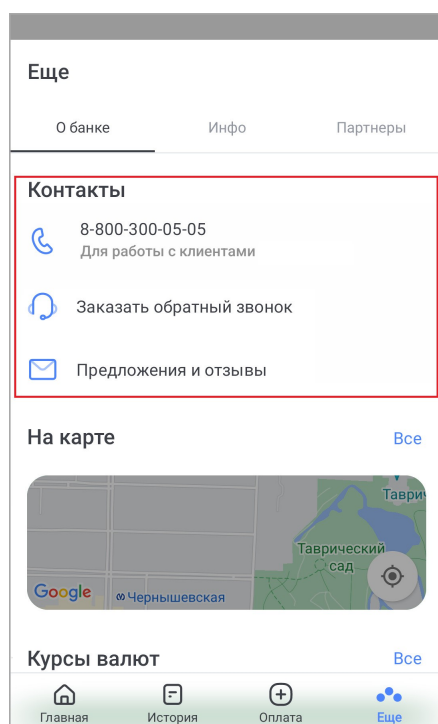 Еще
О банке Инфо Партнеры
Контакты
8-800-300-05-05
Для работы с клиентами
Заказать обратный звонок
Предложения и отзывы
На карте Все
Таврич
Таврический
сад
Google Чернышевская
Курсы валют Все
Главная История Оплата Еще